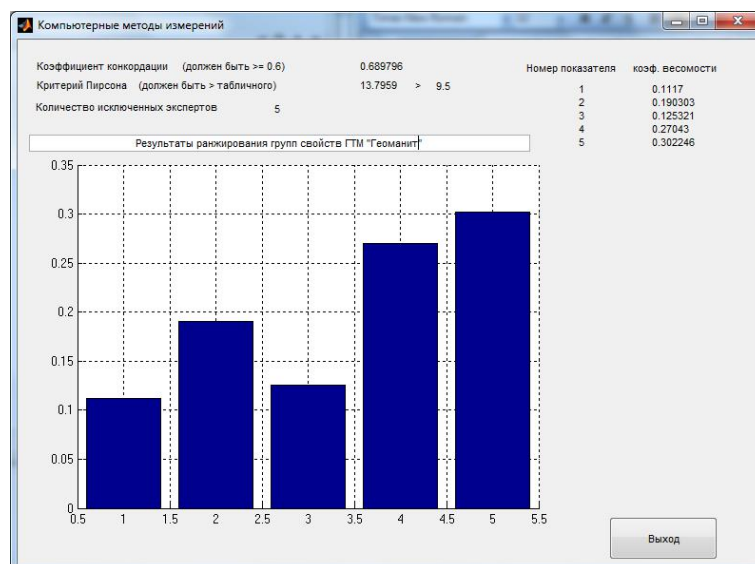 Компьютерные методы измерений
Коэффициент конкордации (должен быть >= 0.6) 0.689796
Критерий Пирсона (должен быть > табличного) 13.7959 > 9.5
Количество исключенных экспертов 5
Номер показателя коэф. весомости
1 0.1117
2 0.190303
3 0.125321
4 0.27043
5 0.302246
Результаты ранжирования групп свойств ГТМ "Геоманит"
0.35
0.3
0.25
0.2
0.15
0.1
0.05
0
0.5 1 1.5 2 2.5 3 3.5 4 4.5 5 5.5
Выход